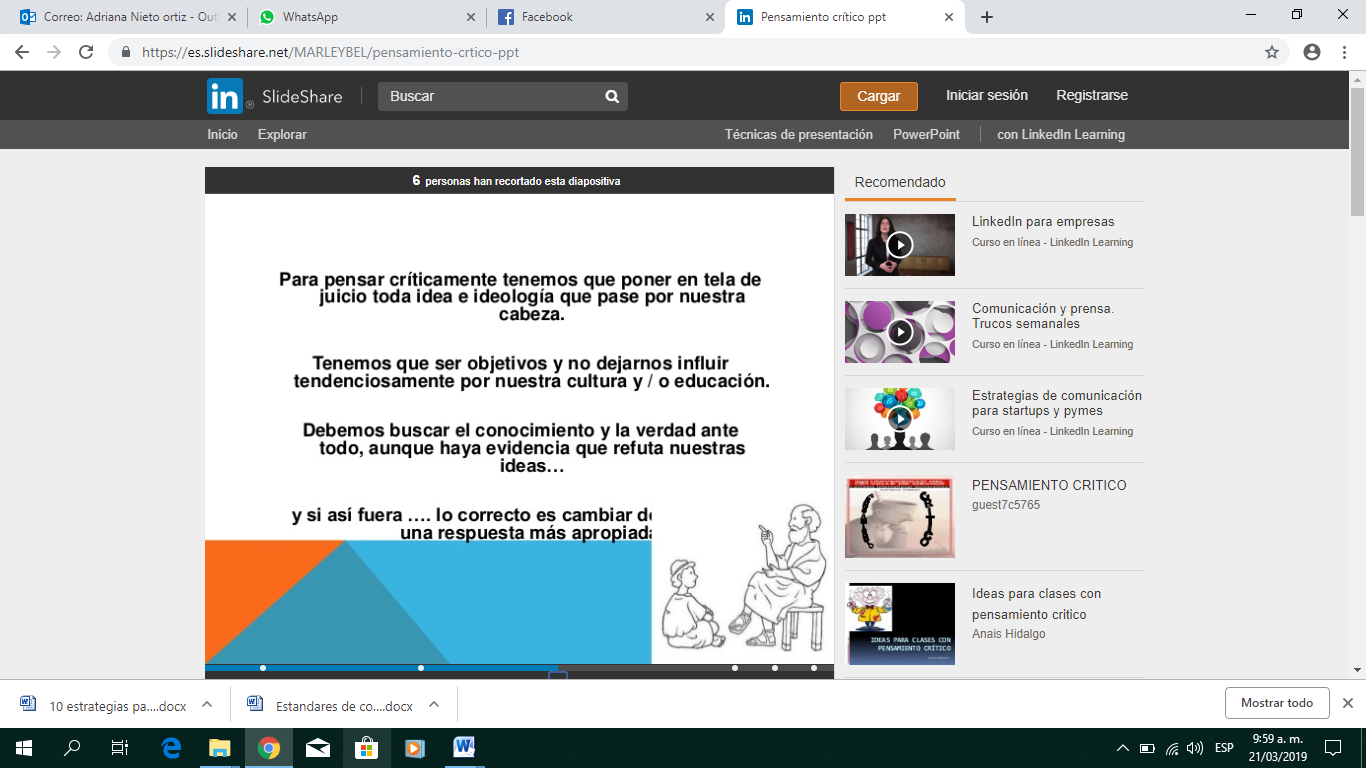 Correo: Adriana Nieto ortiz - Out
WhatsApp
Facebook
Pensamiento crítico ppt
https://es.slideshare.net/MARLEYBEL/pensamiento-crtico-ppt
in SlideShare
Buscar
Cargar
Iniciar sesión
Registrarse
Inicio
Explorar
Técnicas de presentación
PowerPoint
con LinkedIn Learning
6 personas han recortado esta diapositiva
Para pensar críticamente tenemos que poner en tela de
juicio toda idea e ideología que pase por nuestra
cabeza.
Tenemos que ser objetivos y no dejarnos influir
tendenciosamente por nuestra cultura y / o educación.
Debemos buscar el conocimiento y la verdad ante
todo, aunque haya evidencia que refuta nuestras
ideas…
y si así fuera …. lo correcto es cambiar
una respuesta más apropiada
Recomendado
LinkedIn para empresas
Curso en línea - LinkedIn Learning
Comunicación y prensa.
Trucos semanales
Curso en línea - LinkedIn Learning
Estrategias de comunicación
para startups y pymes
Curso en línea - LinkedIn Learning
PENSAMIENTO CRITICO
guest7c5765
IDEAS PARA CLASES CON
PENSAMIENTO CRÍTICO
Ideas para clases con
pensamiento critico
Anais Hidalgo
10 estrategias pa....docx
Estandares de co....docx
Mostrar todo
ESP
9:59 a. m.
21/03/2019